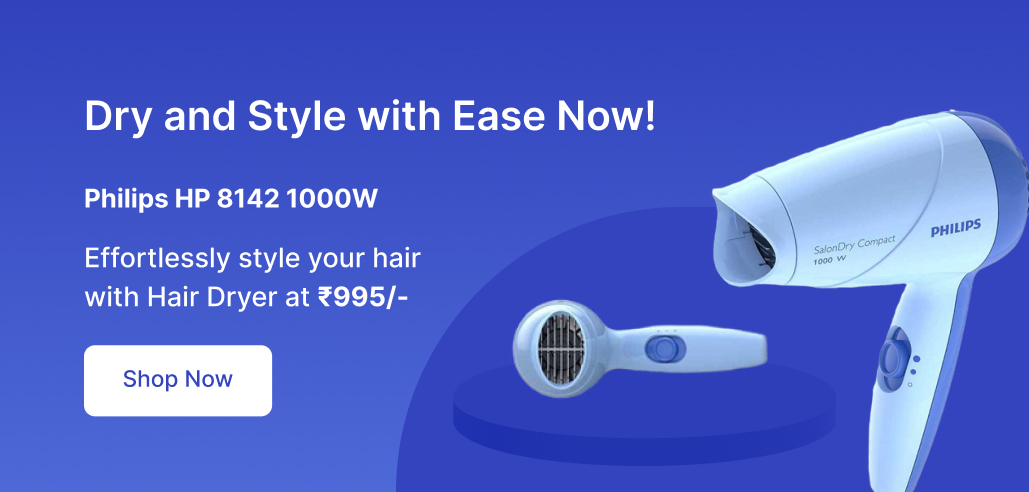 Dry and Style with Ease Now!
Philips HP 8142 1000W
Effortlessly style your hair
with Hair Dryer at ₹995/-
Shop Now
PHILIPS
SalonDry Compact
1000 W